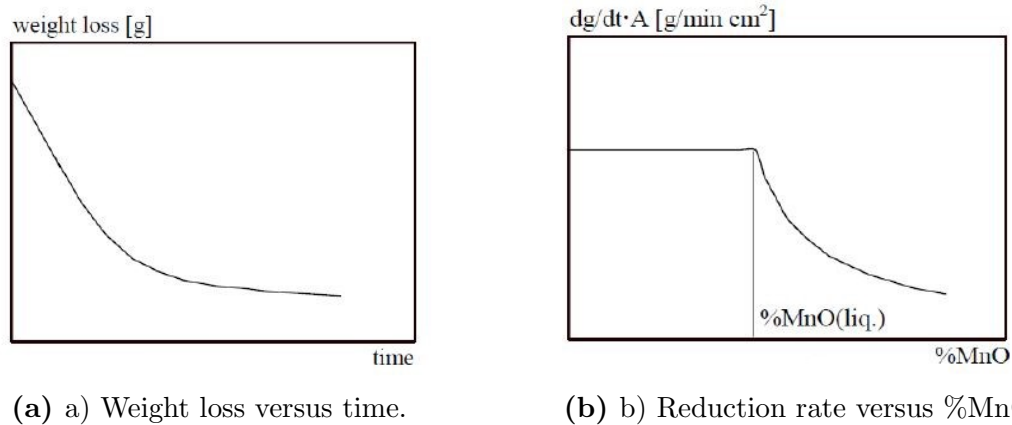 weight loss [g]
time
(a) a) Weight loss versus time.
dg/dt·A [g/min cm²]
%MnO(liq.)
%MnO
(b) b) Reduction rate versus %Mn